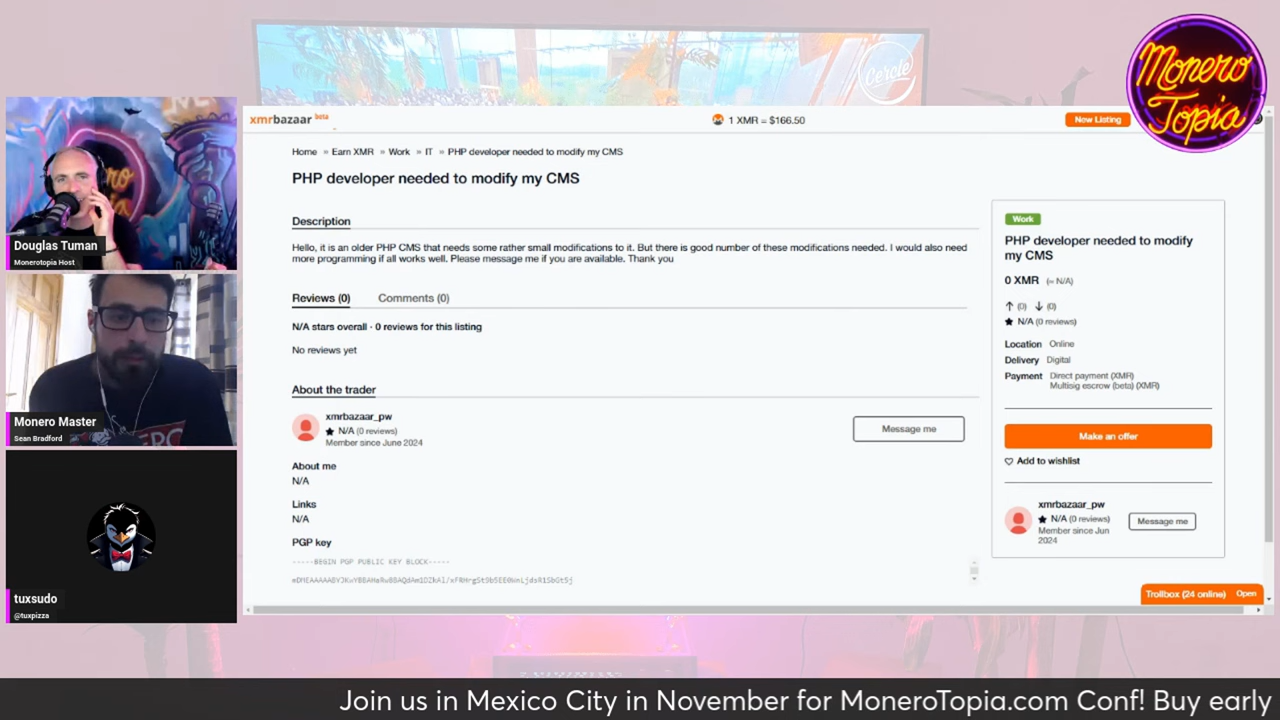 Cercle
Monero
Topia
xmrbazaar beta
1 XMR = $166.50
New Listing
Home » Earn XMR » Work » IT » PHP developer needed to modify my CMS
PHP developer needed to modify my CMS
Description
Hello, it is an older PHP CMS that needs some rather small modifications to it. But there is good number of these modifications needed. I would also need
more programming if all works well. Please message me if you are available. Thank you
Reviews (0) Comments (0)
N/A stars overall · 0 reviews for this listing
No reviews yet
About the trader
xmrbazaar_pw
N/A (0 reviews)
Member since June 2024
Message me
About me
N/A
Links
N/A
PGP key
-----BEGIN PGP PUBLIC KEY BLOCK-----
Work
PHP developer needed to modify
my CMS
0 XMR (≈ N/A)
(0) (0)
N/A (0 reviews)
Location Online
Delivery Digital
Payment Direct payment (XMR)
Multisig escrow (beta) (XMR)
Make an offer
Add to wishlist
xmrbazaar_pw
N/A (0 reviews)
Member since Jun
2024
Message me
Trollbox (24 online) Open
Douglas Tuman
Monerotopia Host
Monero Master
Sean Bradford
tuxsudo
@tuxpizza
Join us in Mexico City in November for MoneroTopia.com Conf! Buy early